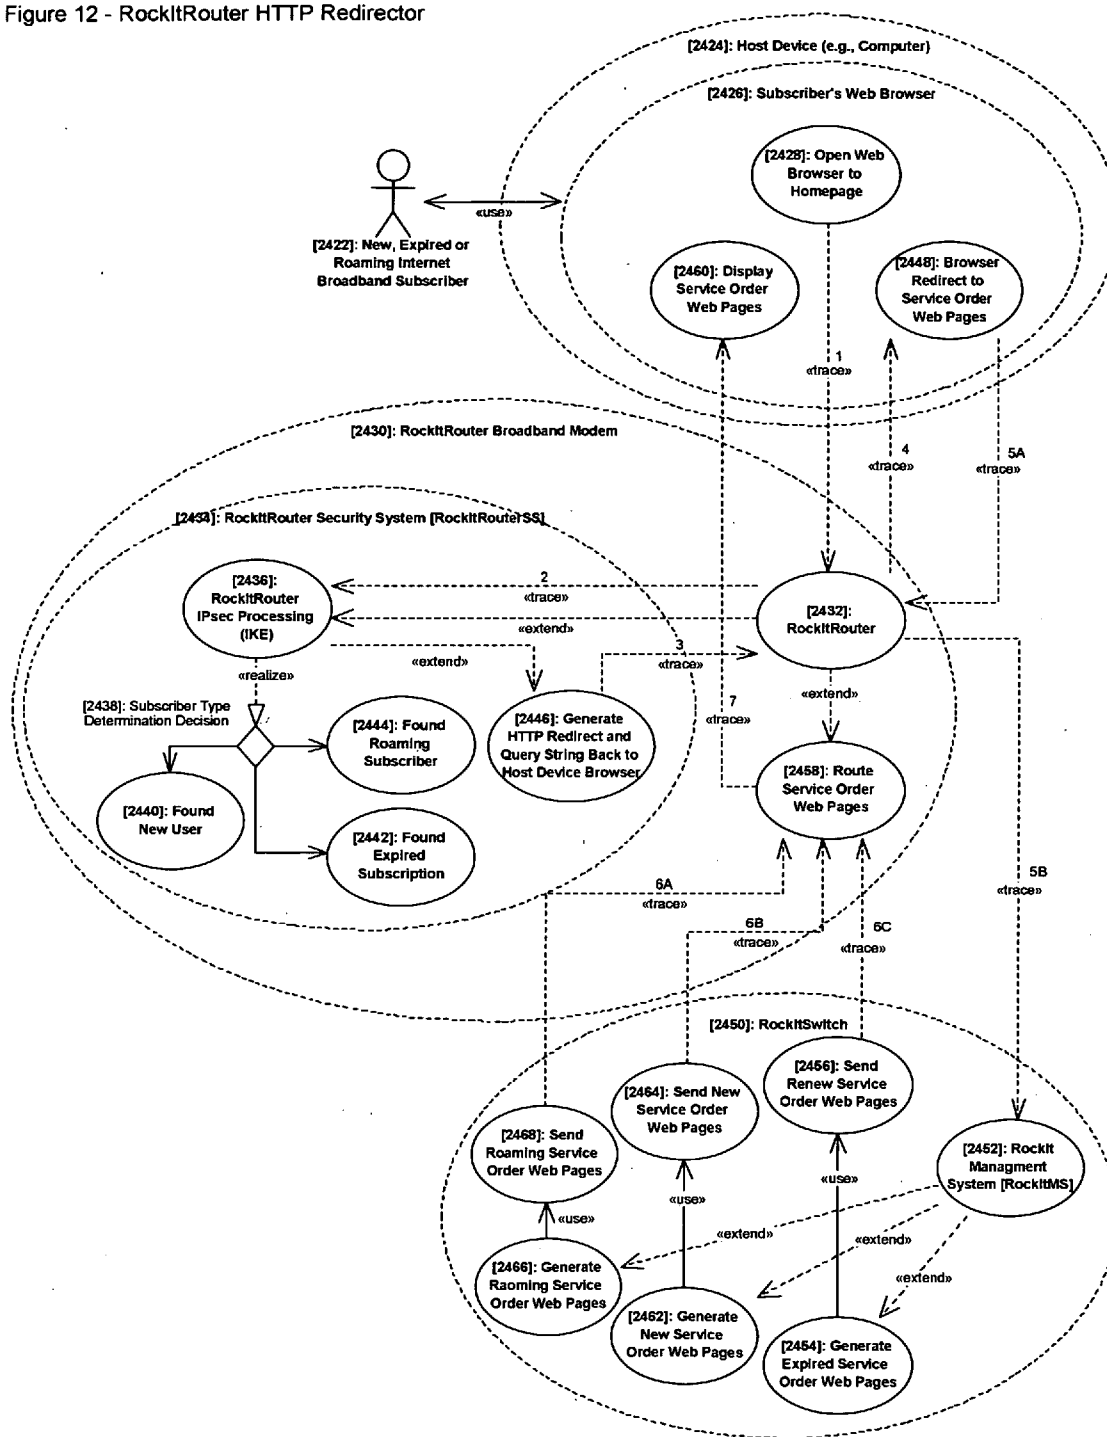 Figure 12 - RockItRouter HTTP Redirector
[2424]: Host Device (e.g., Computer)
[2426]: Subscriber's Web Browser
[2428]: Open Web
Browser to
Homepage
«use»
[2422]: New, Expired or
Roaming Internet
Broadband Subscriber
[2460]: Display
Service Order
Web Pages
[2448]: Browser
Redirect to
Service Order
Web Pages
1
«trace»
4
«trace»
5A
«trace»
[2430]: RockItRouter Broadband Modem
[2434]: RockItRouter Security System [RockItRouterSS]
[2436]:
RockItRouter
IPsec Processing
(IKE)
2
«trace»
«extend»
[2432]:
RockItRouter
3
«trace»
«extend»
«realize»
«extend»
[2438]: Subscriber Type
Determination Decision
[2444]: Found
Roaming
Subscriber
[2446]: Generate
HTTP Redirect and
Query String Back to
Host Device Browser
7
«trace»
[2458]: Route
Service Order
Web Pages
[2440]: Found
New User
[2442]: Found
Expired
Subscription
6A
«trace»
6B
«trace»
6C
«trace»
5B
«trace»
[2450]: RockItSwitch
[2456]: Send
Renew Service
Order Web Pages
[2464]: Send New
Service Order
Web Pages
[2468]: Send
Roaming Service
Order Web Pages
[2452]: RockIt
Managment
System [RockItMS]
«use»
«use»
«use»
«extend»
«extend»
«extend»
[2466]: Generate
Raoming Service
Order Web Pages
[2462]: Generate
New Service
Order Web Pages
[2454]: Generate
Expired Service
Order Web Pages